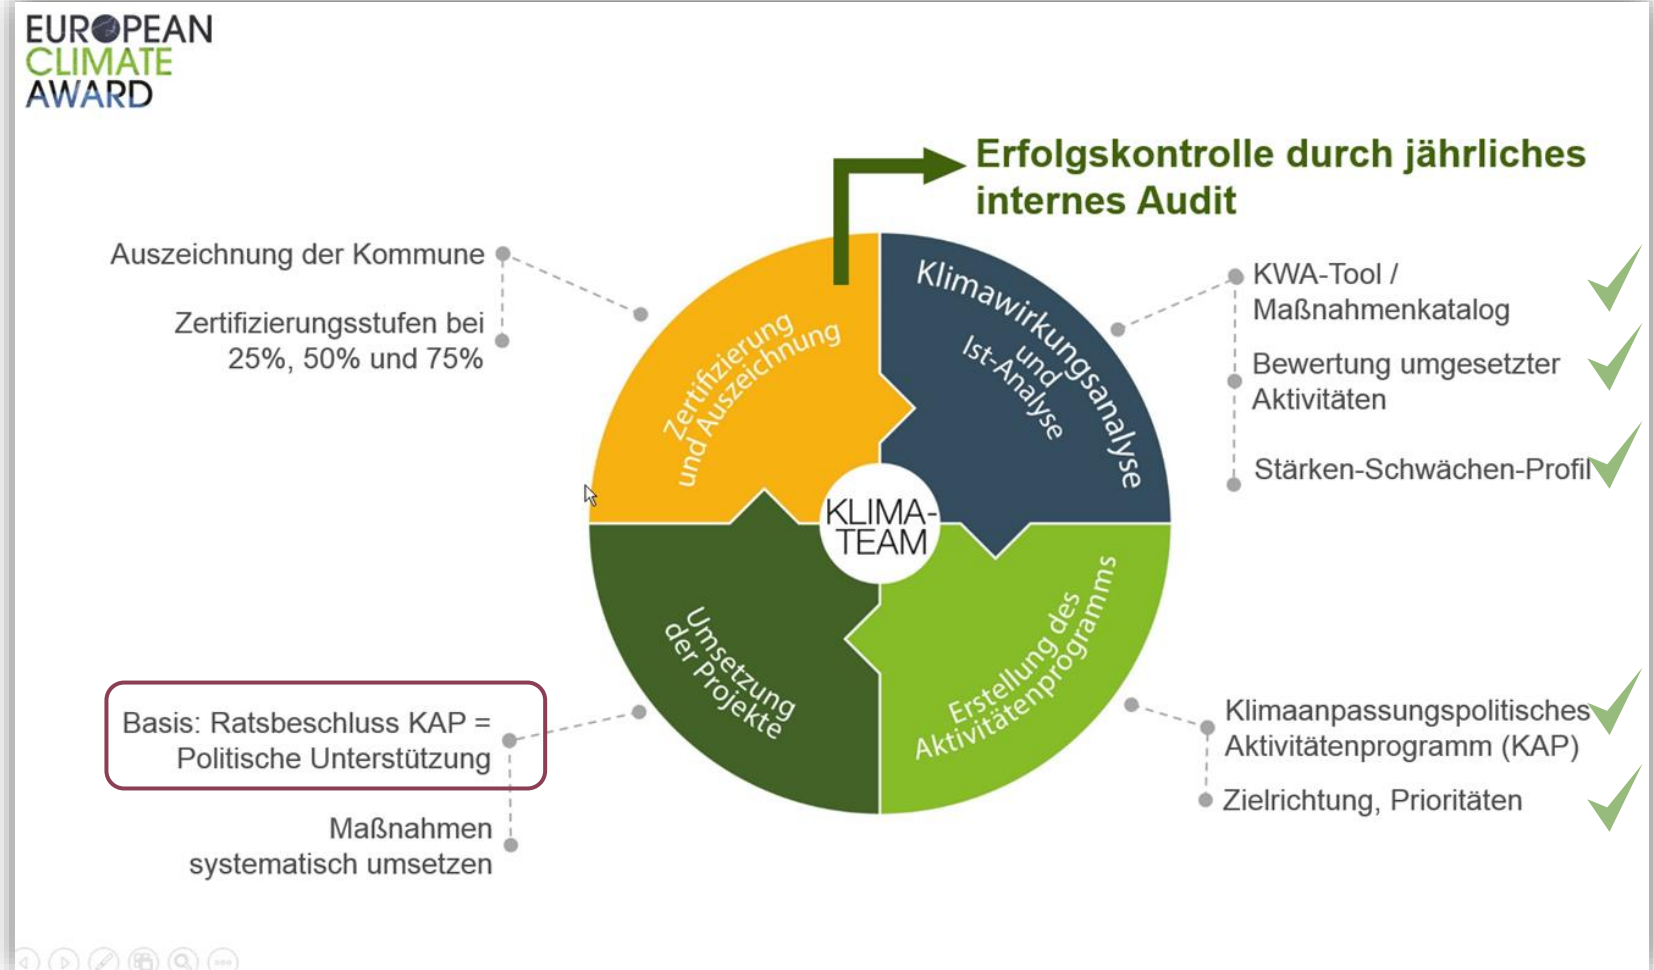 EUROPEAN
CLIMATE
AWARD
Erfolgskontrolle durch jährliches
internes Audit
Auszeichnung der Kommune
Zertifizierungsstufen bei
25%, 50% und 75%
Zertifizierung
und Auszeichnung
Klimawirkungsanalyse
und
Ist-Analyse
KWA-Tool /
Maßnahmenkatalog
Bewertung umgesetzter
Aktivitäten
Stärken-Schwächen-Profil
KLIMA-
TEAM
Umsetzung
der Projekte
Erstellung des
Aktivitätenprogramms
Basis: Ratsbeschluss KAP =
Politische Unterstützung
Maßnahmen
systematisch umsetzen
Klimaanpassungspolitisches
Aktivitätenprogramm (KAP)
Zielrichtung, Prioritäten